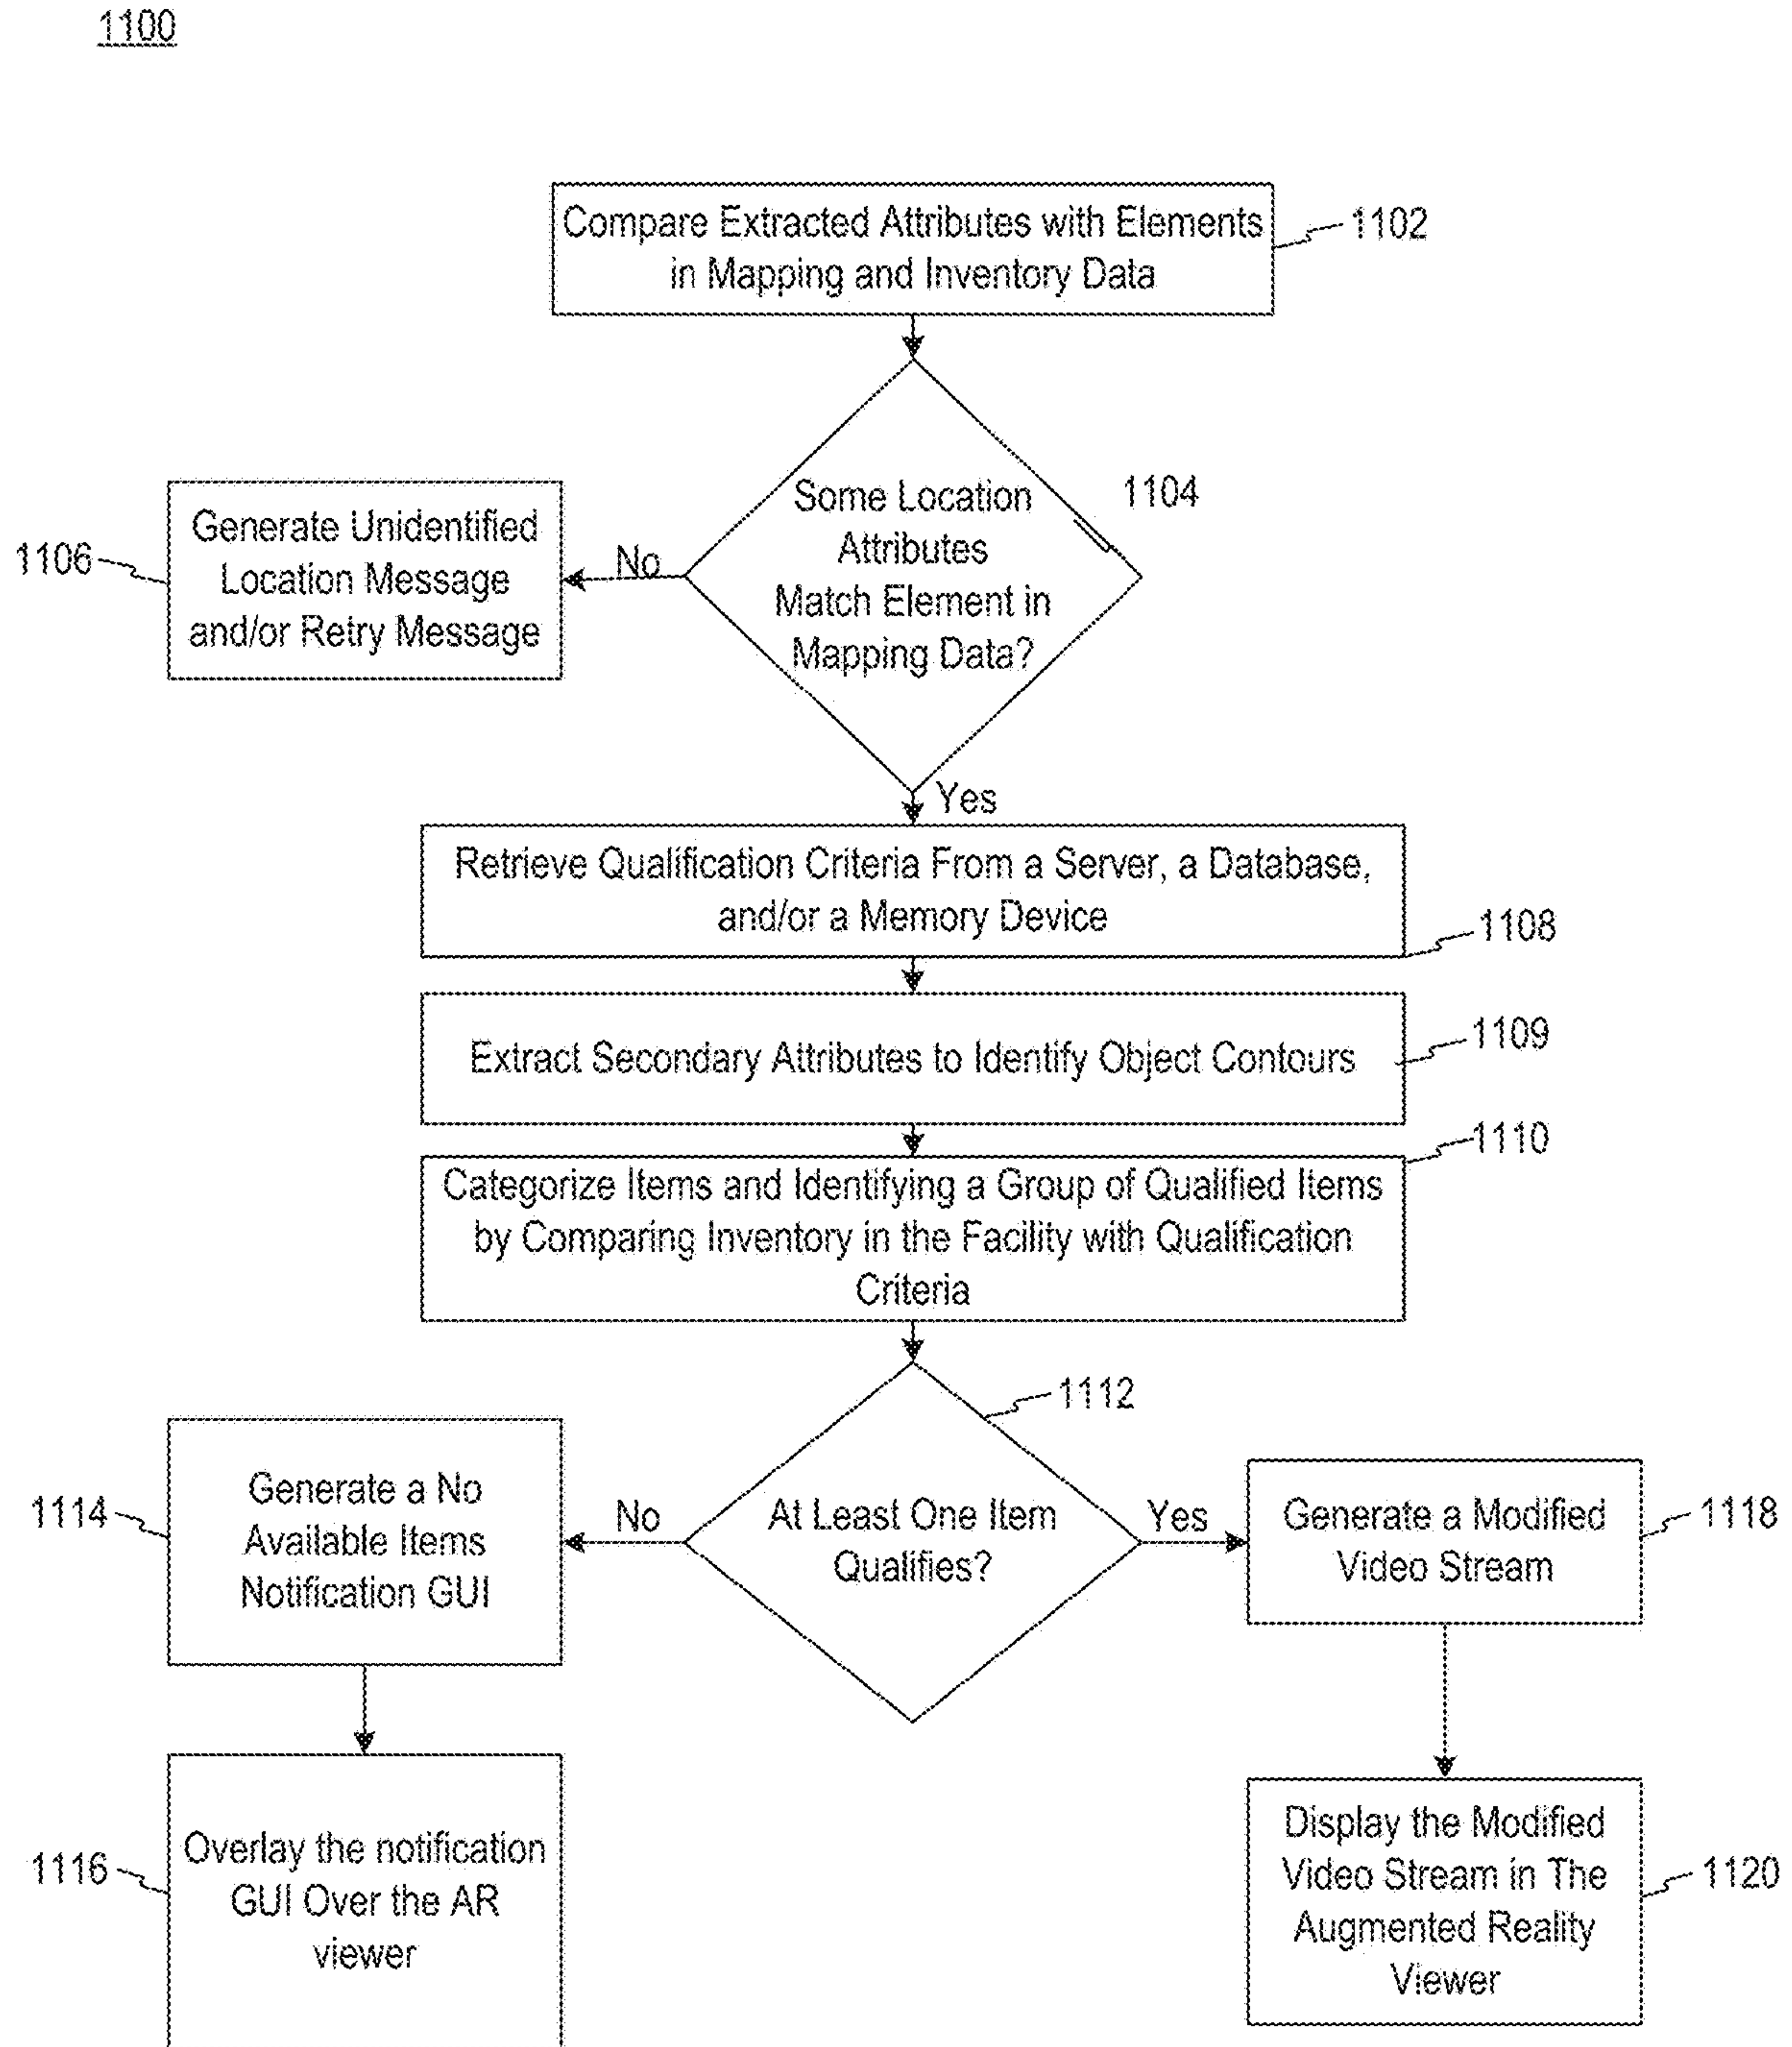 1100
Compare Extracted Attributes with Elements
in Mapping and Inventory Data
1102
Some Location
Attributes
Match Element in
Mapping Data?
1104
No
Generate Unidentified
Location Message
and/or Retry Message
1106
Yes
Retrieve Qualification Criteria From a Server, a Database,
and/or a Memory Device
1108
Extract Secondary Attributes to Identify Object Contours
1109
Categorize Items and Identifying a Group of Qualified Items
by Comparing Inventory in the Facility with Qualification
Criteria
1110
At Least One Item
Qualifies?
1112
No
Generate a No
Available Items
Notification GUI
1114
Overlay the notification
GUI Over the AR
viewer
1116
Yes
Generate a Modified
Video Stream
1118
Display the Modified
Video Stream in The
Augmented Reality
Viewer
1120